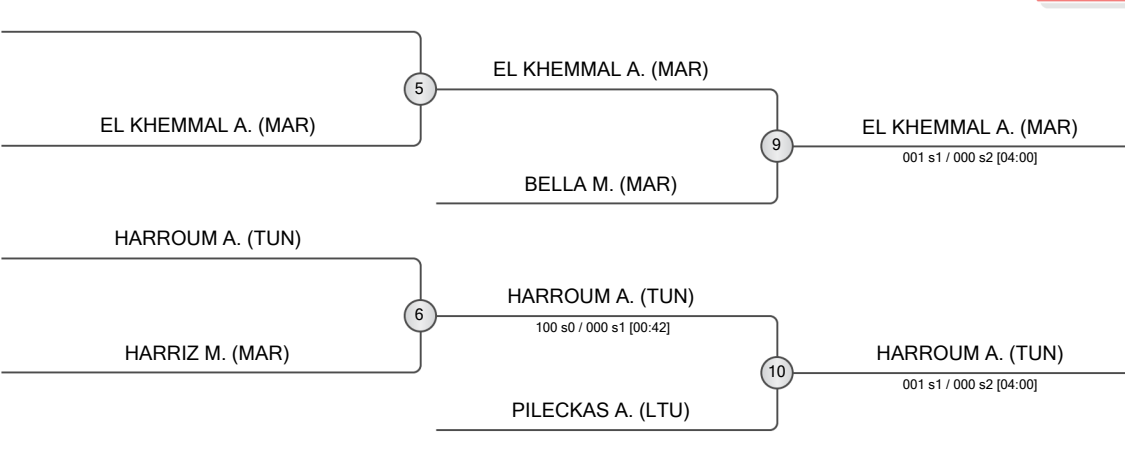 EL KHEMMAL A. (MAR)
5
EL KHEMMAL A. (MAR)
BELLA M. (MAR)
9
EL KHEMMAL A. (MAR)
001 s1 / 000 s2 [04:00]
HARROUM A. (TUN)
HARRIZ M. (MAR)
6
HARROUM A. (TUN)
100 s0 / 000 s1 [00:42]
PILECKAS A. (LTU)
10
HARROUM A. (TUN)
001 s1 / 000 s2 [04:00]